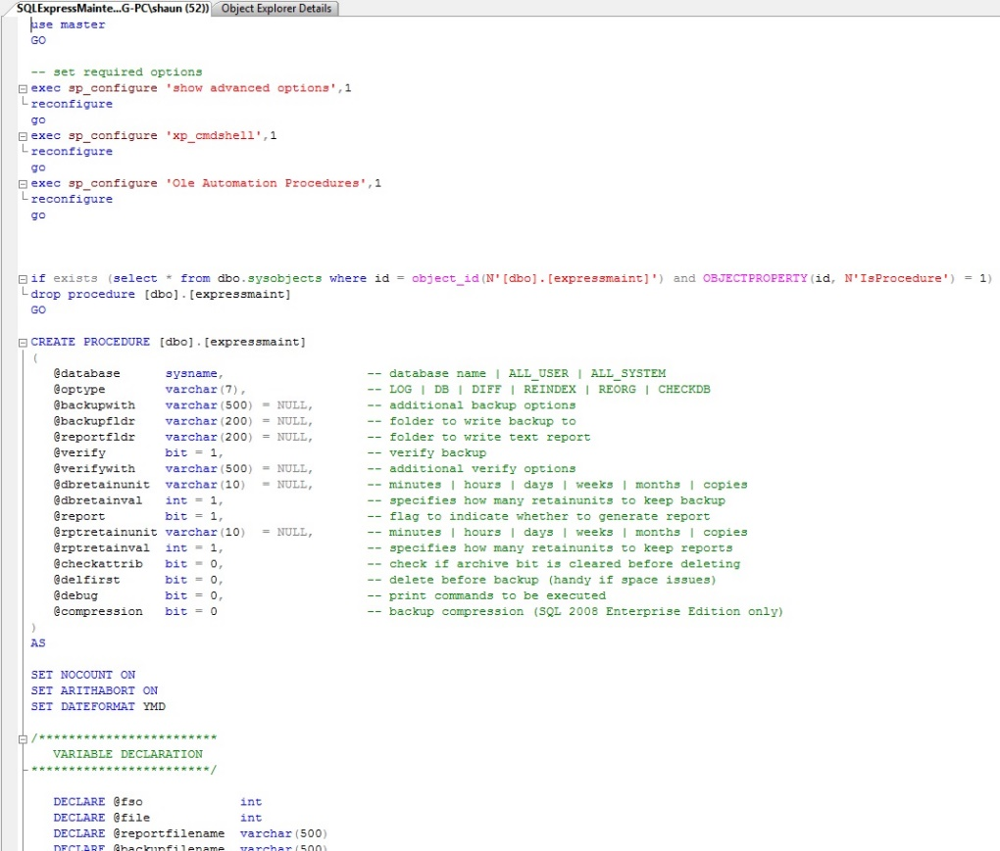 SQLExpressMainte...G-PC\shaun (52)) Object Explorer Details
use master
GO
-- set required options
exec sp_configure 'show advanced options',1
reconfigure
go
exec sp_configure 'xp_cmdshell',1
reconfigure
go
exec sp_configure 'Ole Automation Procedures',1
reconfigure
go
if exists (select * from dbo.sysobjects where id = object_id(N'[dbo].[expressmaint]') and OBJECTPROPERTY(id, N'IsProcedure') = 1)
drop procedure [dbo].[expressmaint]
GO
CREATE PROCEDURE [dbo].[expressmaint]
(
@database sysname, -- database name | ALL_USER | ALL_SYSTEM
@optype varchar(7), -- LOG | DB | DIFF | REINDEX | REORG | CHECKDB
@backupwith varchar(500) = NULL, -- additional backup options
@backupfldr varchar(200) = NULL, -- folder to write backup to
@reportfldr varchar(200) = NULL, -- folder to write text report
@verify bit = 1, -- verify backup
@verifywith varchar(500) = NULL, -- additional verify options
@dbretainunit varchar(10) = NULL, -- minutes | hours | days | weeks | months | copies
@dbretainval int = 1, -- specifies how many retainunits to keep backup
@report bit = 1, -- flag to indicate whether to generate report
@rptretainunit varchar(10) = NULL, -- minutes | hours | days | weeks | months | copies
@rptretainval int = 1, -- specifies how many retainunits to keep reports
@checkattrib bit = 0, -- check if archive bit is cleared before deleting
@delfirst bit = 0, -- delete before backup (handy if space issues)
@debug bit = 0, -- print commands to be executed
@compression bit = 0 -- backup compression (SQL 2008 Enterprise Edition only)
)
AS
SET NOCOUNT ON
SET ARITHABORT ON
SET DATEFORMAT YMD
/************************
VARIABLE DECLARATION
************************/
DECLARE @fso int
DECLARE @file int
DECLARE @reportfilename varchar(500)
DECLARE @backupfilename varchar(500)